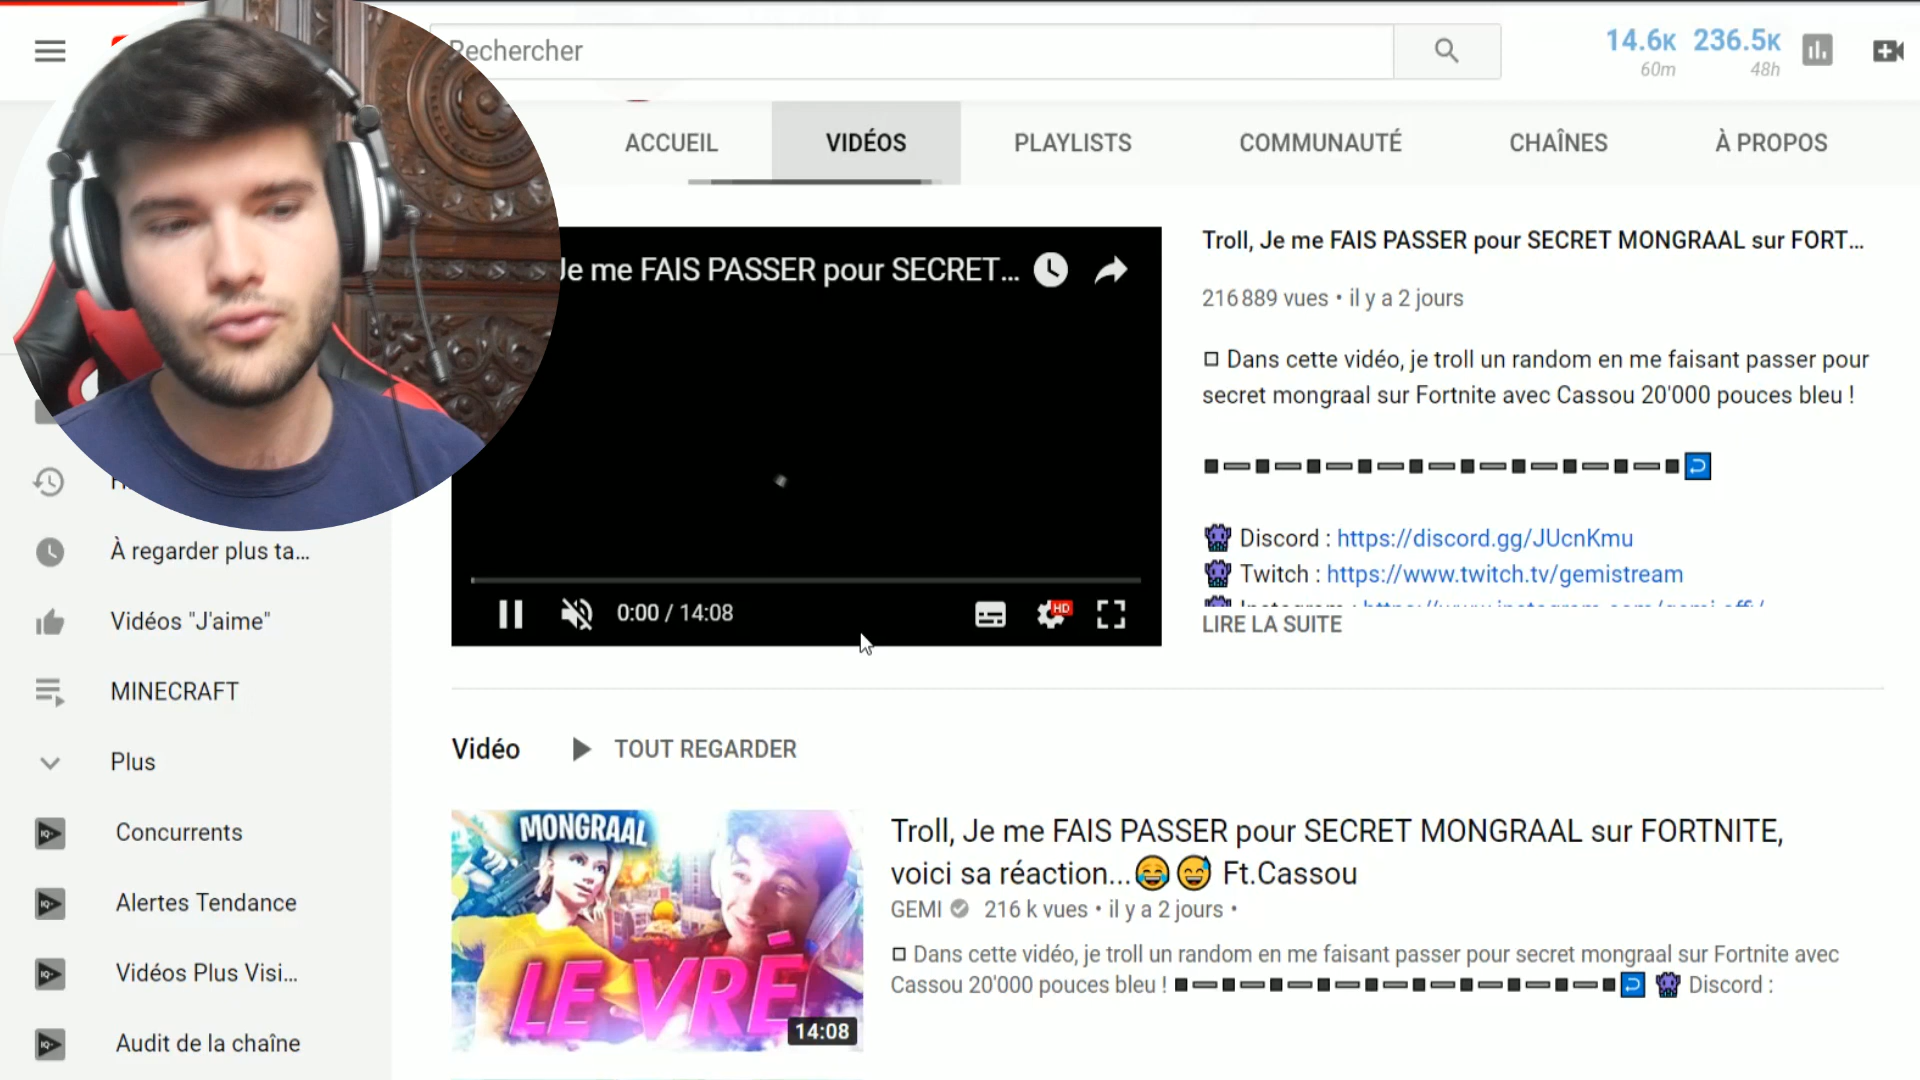 Rechercher
14.6K 236.5K
60m 48h
ACCUEIL VIDÉOS PLAYLISTS COMMUNAUTÉ CHAÎNES À PROPOS
Je me FAIS PASSER pour SECRET...
0:00 / 14:08
HD
Troll, Je me FAIS PASSER pour SECRET MONGRAAL sur FORT...
216 889 vues • il y a 2 jours
Dans cette vidéo, je troll un random en me faisant passer pour
secret mongraal sur Fortnite avec Cassou 20'000 pouces bleu !
Discord : https://discord.gg/JUcnKmu
Twitch : https://www.twitch.tv/gemistream
LIRE LA SUITE
À regarder plus ta...
Vidéos "J'aime"
MINECRAFT
Plus
Concurrents
Alertes Tendance
Vidéos Plus Visi...
Audit de la chaîne
Vidéo TOUT REGARDER
MONGRAAL
LE VRÉ
14:08
Troll, Je me FAIS PASSER pour SECRET MONGRAAL sur FORTNITE,
voici sa réaction...😂😅 Ft.Cassou
GEMI 216 k vues • il y a 2 jours •
Dans cette vidéo, je troll un random en me faisant passer pour secret mongraal sur Fortnite avec
Cassou 20'000 pouces bleu ! Discord :